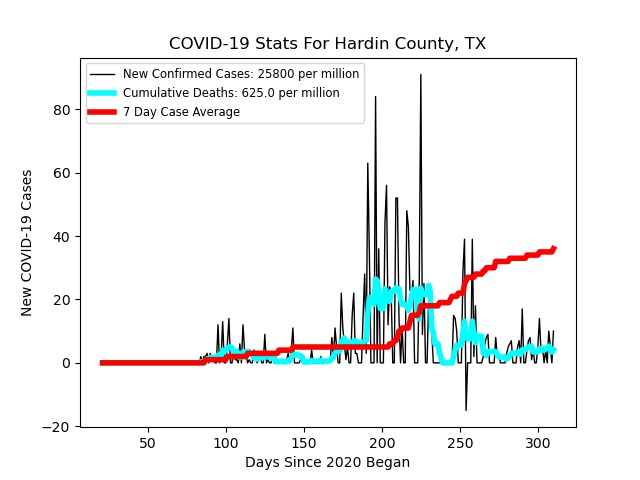 COVID-19 Stats For Hardin County, TX
New Confirmed Cases: 25800 per million
Cumulative Deaths: 625.0 per million
7 Day Case Average
New COVID-19 Cases
80
60
40
20
0
−20
50 100 150 200 250 300
Days Since 2020 Began